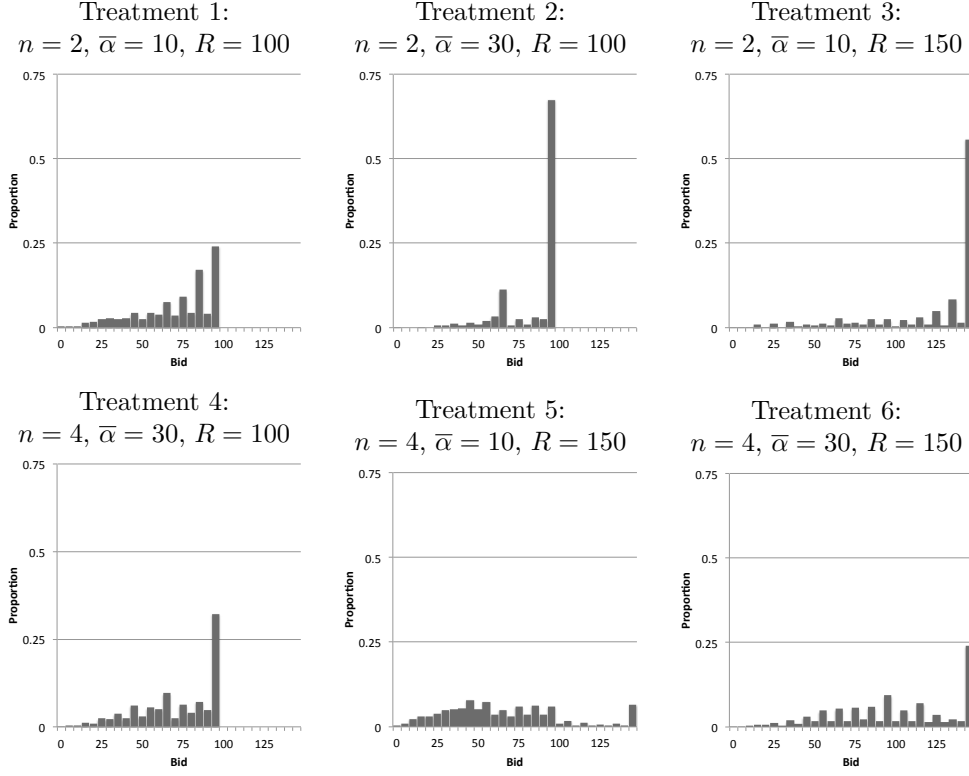 Treatment 1:
n = 2, α̅ = 10, R = 100
0.75
0.5
0.25
0
Proportion
0 25 50 75 100 125
Bid
Treatment 2:
n = 2, α̅ = 30, R = 100
0.75
0.5
0.25
0
Proportion
0 25 50 75 100 125
Bid
Treatment 3:
n = 2, α̅ = 10, R = 150
0.75
0.5
0.25
0
Proportion
0 25 50 75 100 125
Bid
Treatment 4:
n = 4, α̅ = 30, R = 100
0.75
0.5
0.25
0
Proportion
0 25 50 75 100 125
Bid
Treatment 5:
n = 4, α̅ = 10, R = 150
0.75
0.5
0.25
0
Proportion
0 25 50 75 100 125
Bid
Treatment 6:
n = 4, α̅ = 30, R = 150
0.75
0.5
0.25
0
Proportion
0 25 50 75 100 125
Bid